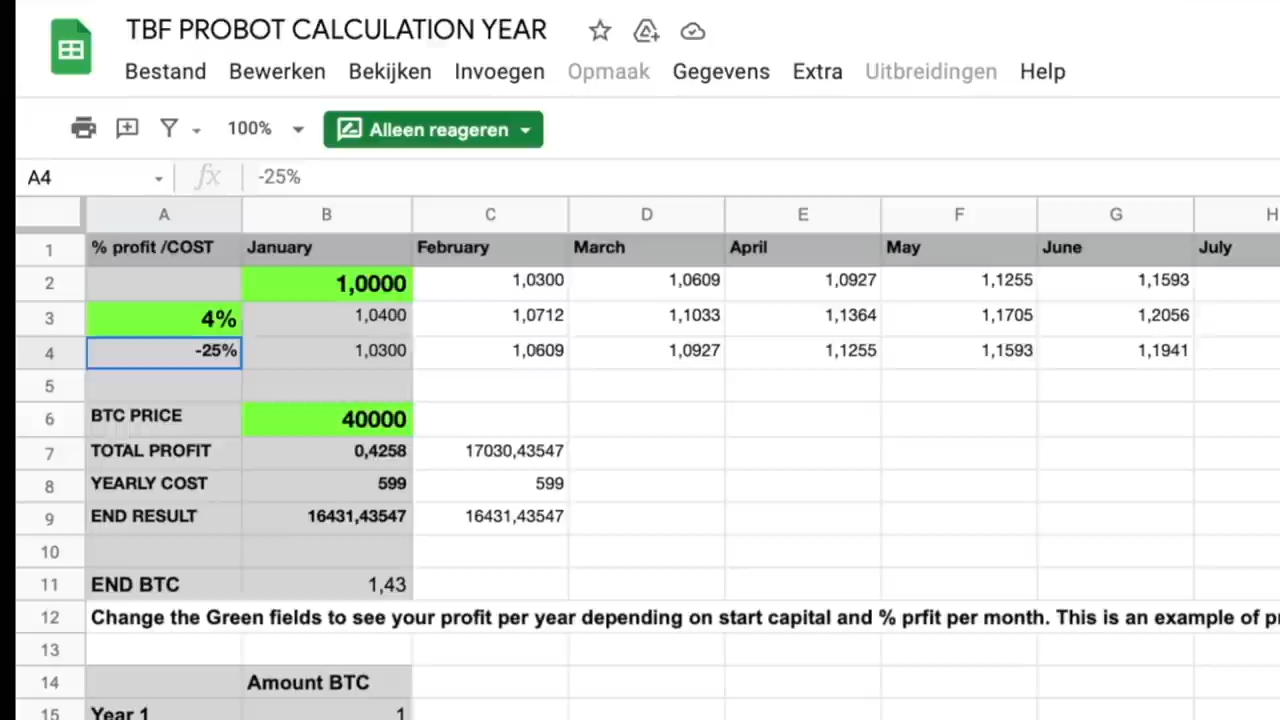 TBF PROBOT CALCULATION YEAR
Bestand Bewerken Bekijken Invoegen Opmaak Gegevens Extra Uitbreidingen Help
100% Alleen reageren
A4 fx -25%
A B C D E F G H
1 % profit /COST January February March April May June July
2 1,0000 1,0300 1,0609 1,0927 1,1255 1,1593
3 4% 1,0400 1,0712 1,1033 1,1364 1,1705 1,2056
4 -25% 1,0300 1,0609 1,0927 1,1255 1,1593 1,1941
5
6 BTC PRICE 40000
7 TOTAL PROFIT 0,4258 17030,43547
8 YEARLY COST 599 599
9 END RESULT 16431,43547 16431,43547
10
11 END BTC 1,43
12 Change the Green fields to see your profit per year depending on start capital and % prfit per month. This is an example of
13
14 Amount BTC
15 Year 1 1